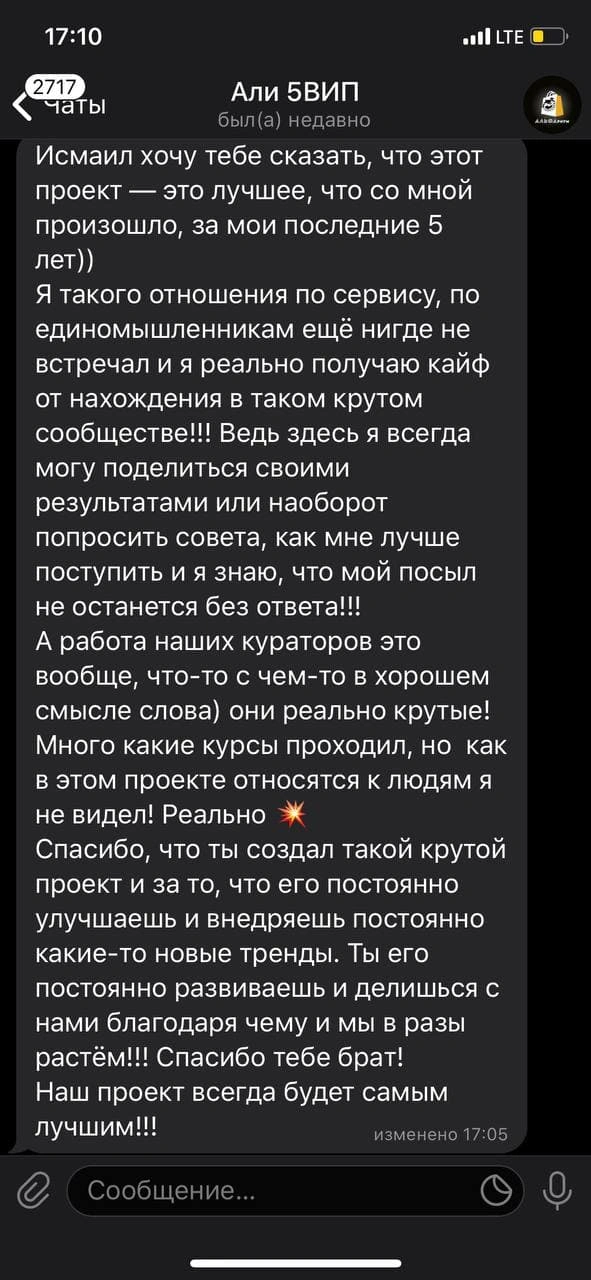 17:10
LTE
2717
Чаты
Али 5ВИП
был(а) недавно
Исмаил хочу тебе сказать, что этот
проект — это лучшее, что со мной
произошло, за мои последние 5
лет))
Я такого отношения по сервису, по
единомышленникам ещё нигде не
встречал и я реально получаю кайф
от нахождения в таком крутом
сообществе!!! Ведь здесь я всегда
могу поделиться своими
результатами или наоборот
попросить совета, как мне лучше
поступить и я знаю, что мой посыл
не останется без ответа!!!
А работа наших кураторов это
вообще, что-то с чем-то в хорошем
смысле слова) они реально крутые!
Много какие курсы проходил, но  как
в этом проекте относятся к людям я
не видел! Реально 💥
Спасибо, что ты создал такой крутой
проект и за то, что его постоянно
улучшаешь и внедряешь постоянно
какие-то новые тренды. Ты его
постоянно развиваешь и делишься с
нами благодаря чему и мы в разы
растём!!! Спасибо тебе брат!
Наш проект всегда будет самым
лучшим!!!
изменено 17:05
Сообщение...